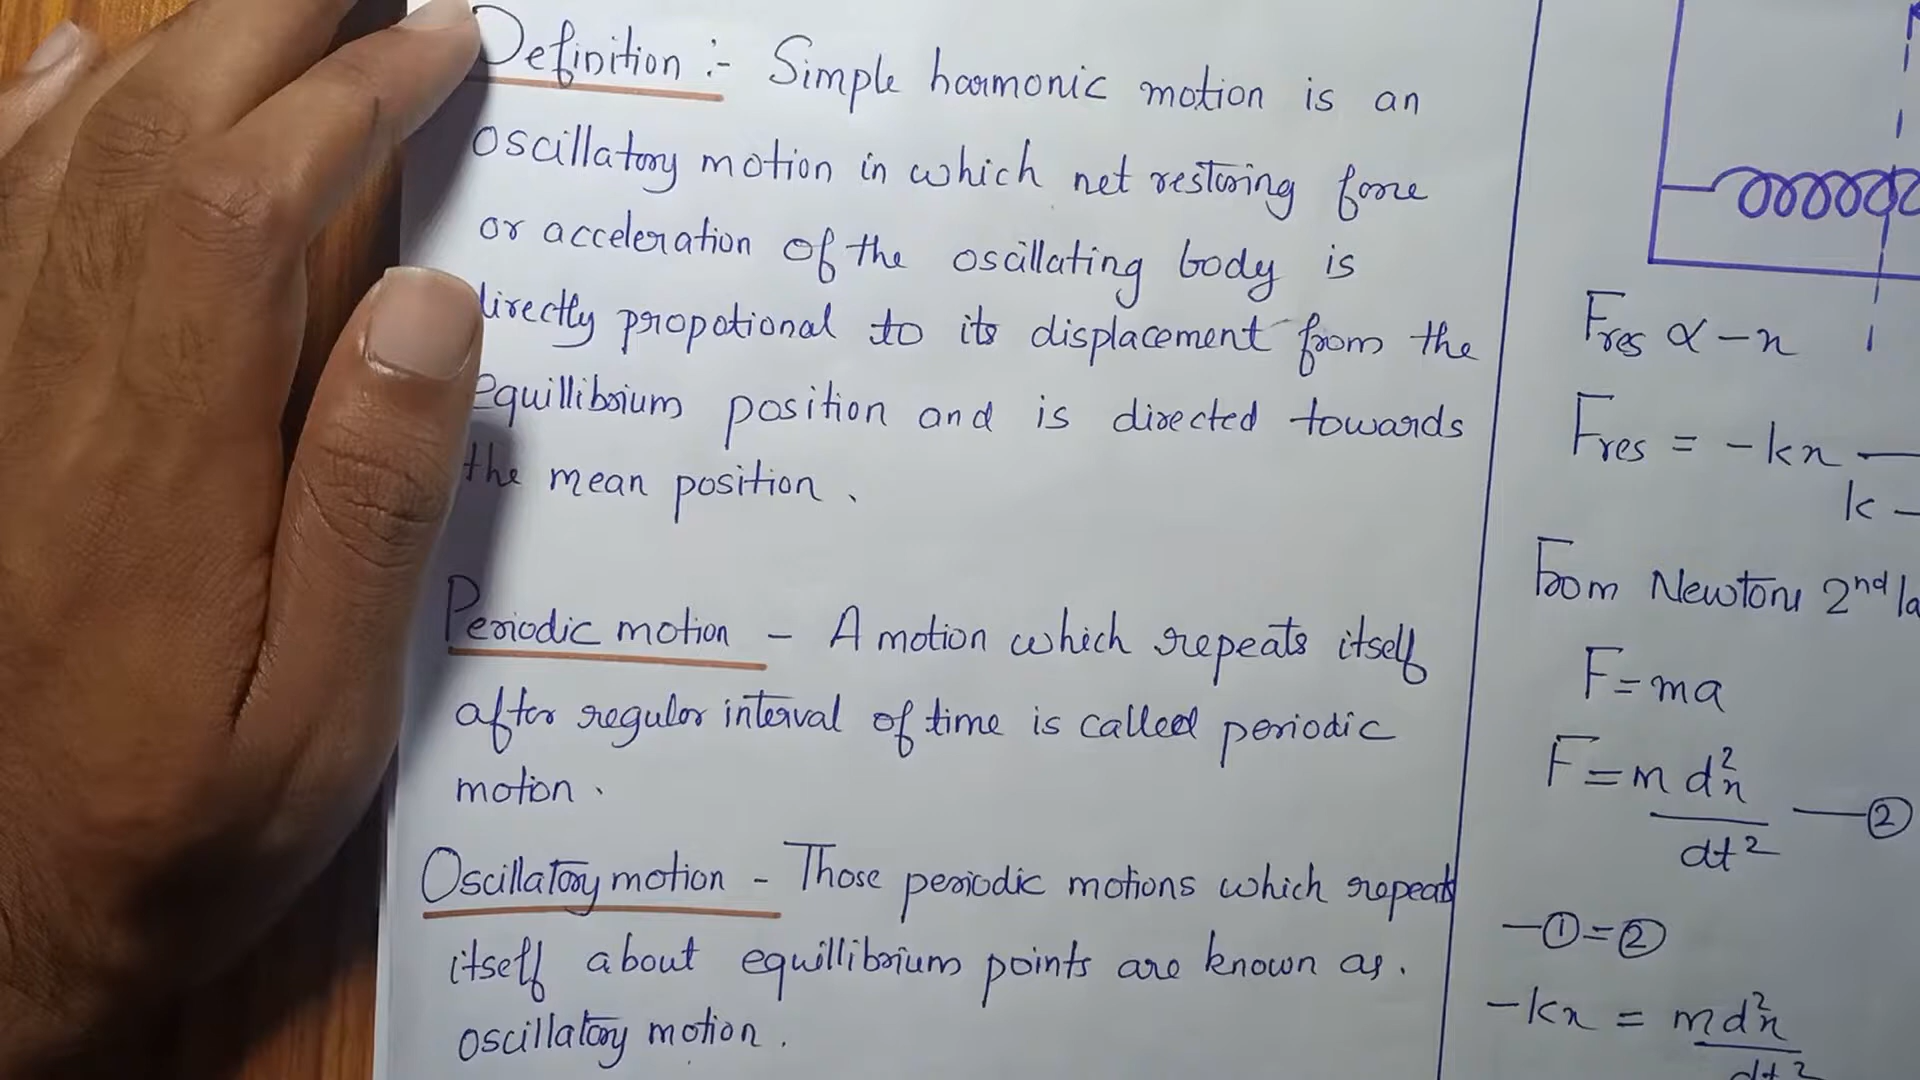 Definition :- Simple harmonic motion is an
oscillatory motion in which net restoring force
or acceleration of the oscillating body is
directly propotional to its displacement from the
equillibrium position and is directed towards
the mean position .
Periodic motion - A motion which repeats itself
after regular interval of time is called periodic
motion .
Oscillatory motion - Those periodic motions which repeats
itself about equillibrium points are known as .
oscillatory motion .
Fres ∝ -x
Fres = -kx —
k -
From Newtons 2nd la
F = ma
F = m d²x
dt² — ②
- ① = ②
-kx = md²x
dt²